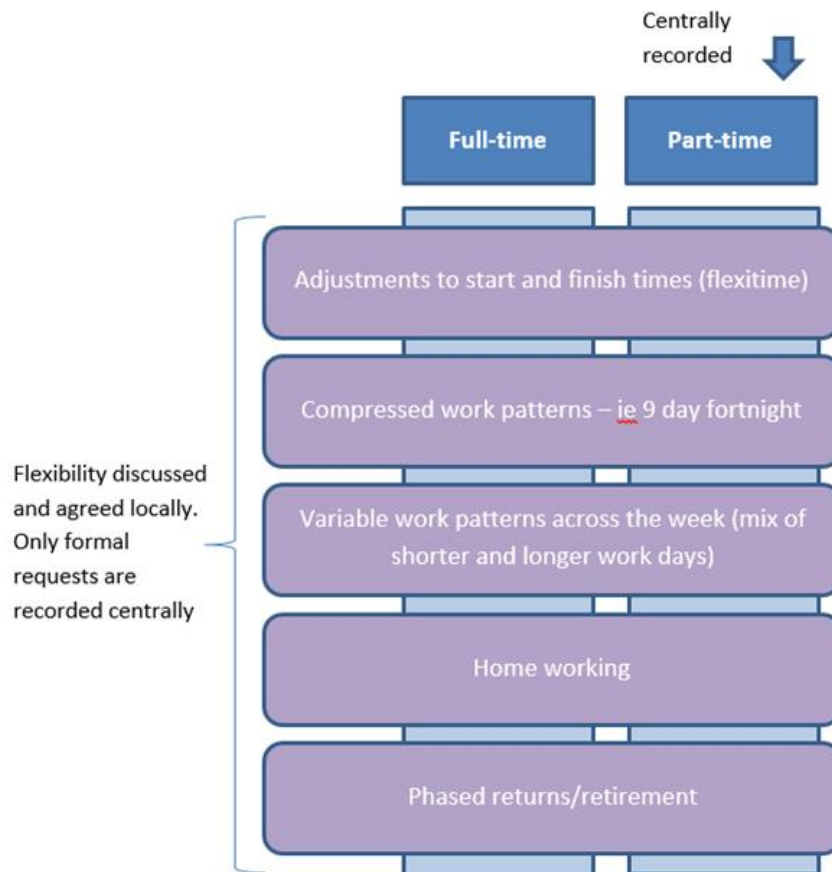 Centrally
recorded
Full-time
Part-time
Adjustments to start and finish times (flexitime)
Compressed work patterns – ie 9 day fortnight
Flexibility discussed
and agreed locally.
Only formal
requests are
recorded centrally
Variable work patterns across the week (mix of
shorter and longer work days)
Home working
Phased returns/retirement